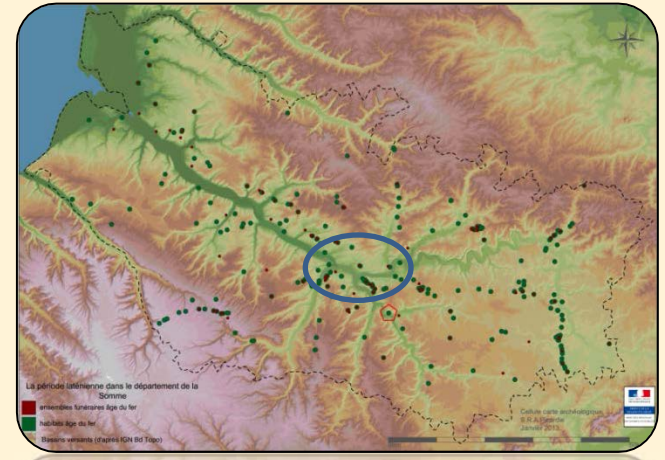 La période laténienne dans le département de la
Somme
ensembles funéraires âge du fer
habitats âge du fer
Bassins versants (d'après IGN Bd Topo)
Cellule carte archéologique
Janvier 2012